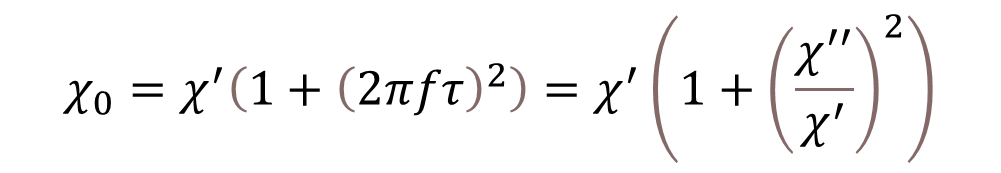 χ₀ = χ′(1 + (2πfτ)²) = χ′(1 + (χ′′/χ′)²)